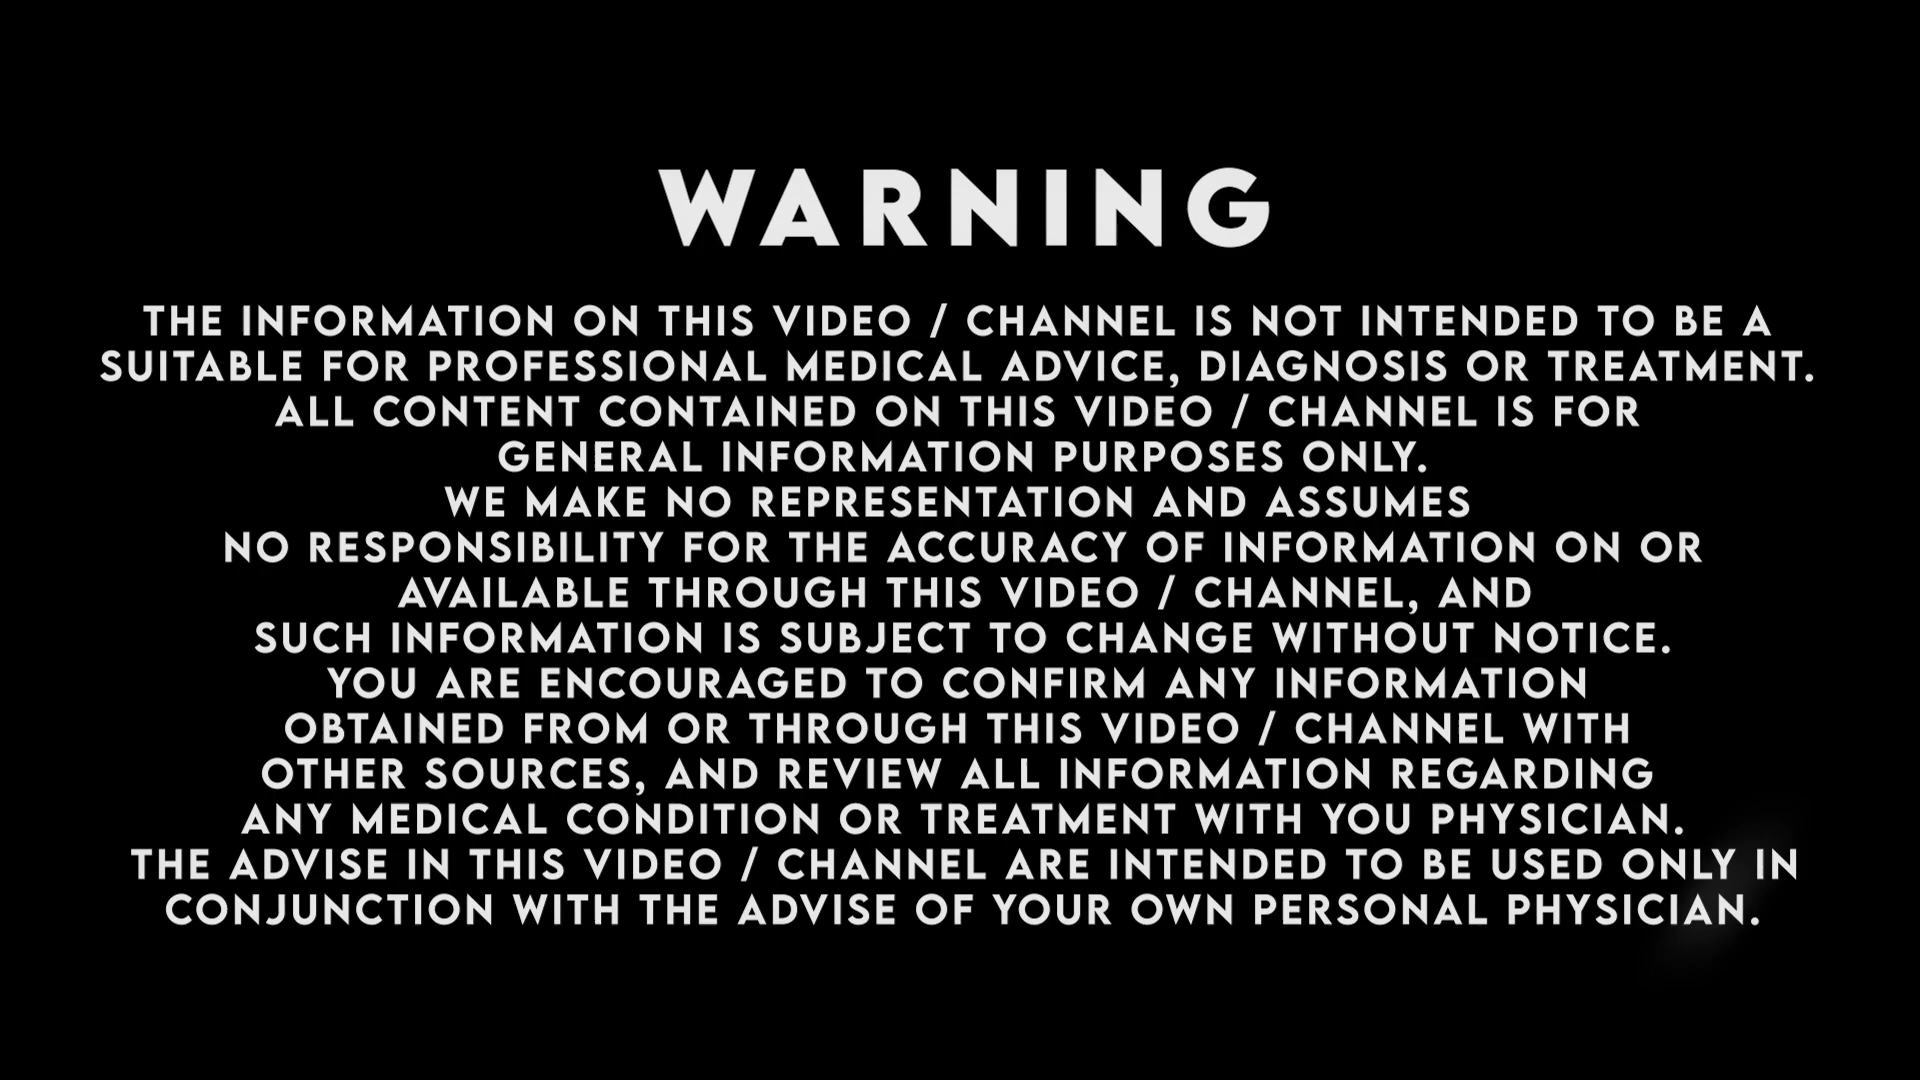 WARNING
THE INFORMATION ON THIS VIDEO / CHANNEL IS NOT INTENDED TO BE A
SUITABLE FOR PROFESSIONAL MEDICAL ADVICE, DIAGNOSIS OR TREATMENT.
ALL CONTENT CONTAINED ON THIS VIDEO / CHANNEL IS FOR
GENERAL INFORMATION PURPOSES ONLY.
WE MAKE NO REPRESENTATION AND ASSUMES
NO RESPONSIBILITY FOR THE ACCURACY OF INFORMATION ON OR
AVAILABLE THROUGH THIS VIDEO / CHANNEL, AND
SUCH INFORMATION IS SUBJECT TO CHANGE WITHOUT NOTICE.
YOU ARE ENCOURAGED TO CONFIRM ANY INFORMATION
OBTAINED FROM OR THROUGH THIS VIDEO / CHANNEL WITH
OTHER SOURCES, AND REVIEW ALL INFORMATION REGARDING
ANY MEDICAL CONDITION OR TREATMENT WITH YOU PHYSICIAN.
THE ADVISE IN THIS VIDEO / CHANNEL ARE INTENDED TO BE USED ONLY IN
CONJUNCTION WITH THE ADVISE OF YOUR OWN PERSONAL PHYSICIAN.